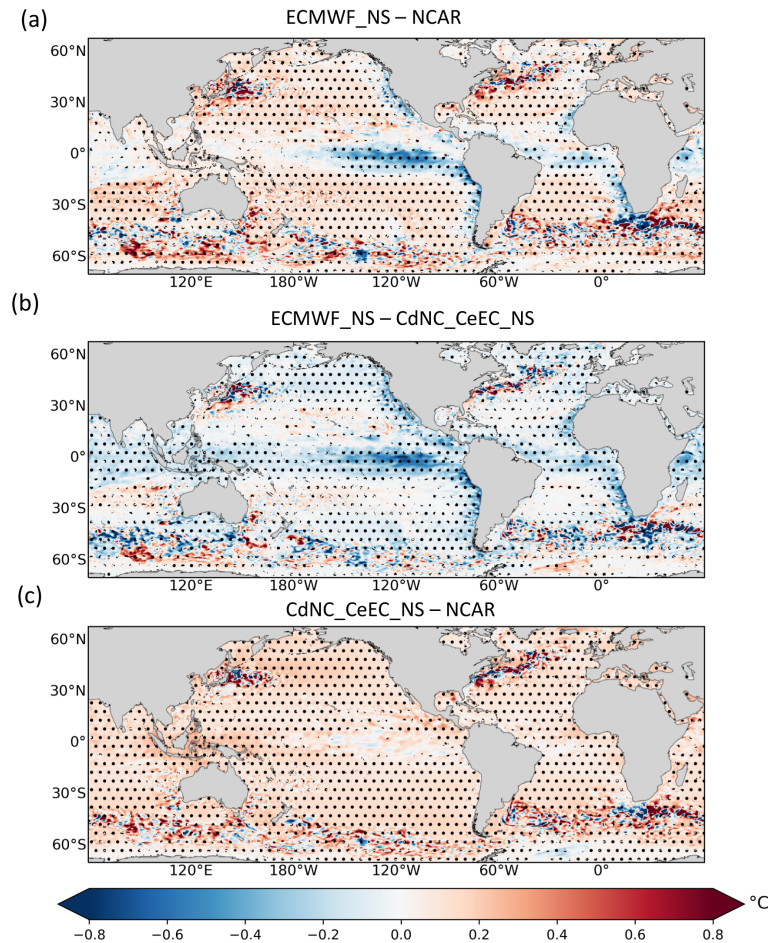 (a)
ECMWF_NS – NCAR
60°N
30°N
0°
30°S
60°S
120°E 180°W 120°W 60°W 0°
(b)
ECMWF_NS – CdNC_CeEC_NS
60°N
30°N
0°
30°S
60°S
120°E 180°W 120°W 60°W 0°
(c)
CdNC_CeEC_NS – NCAR
60°N
30°N
0°
30°S
60°S
120°E 180°W 120°W 60°W 0°
°C
−0.8 −0.6 −0.4 −0.2 0.0 0.2 0.4 0.6 0.8